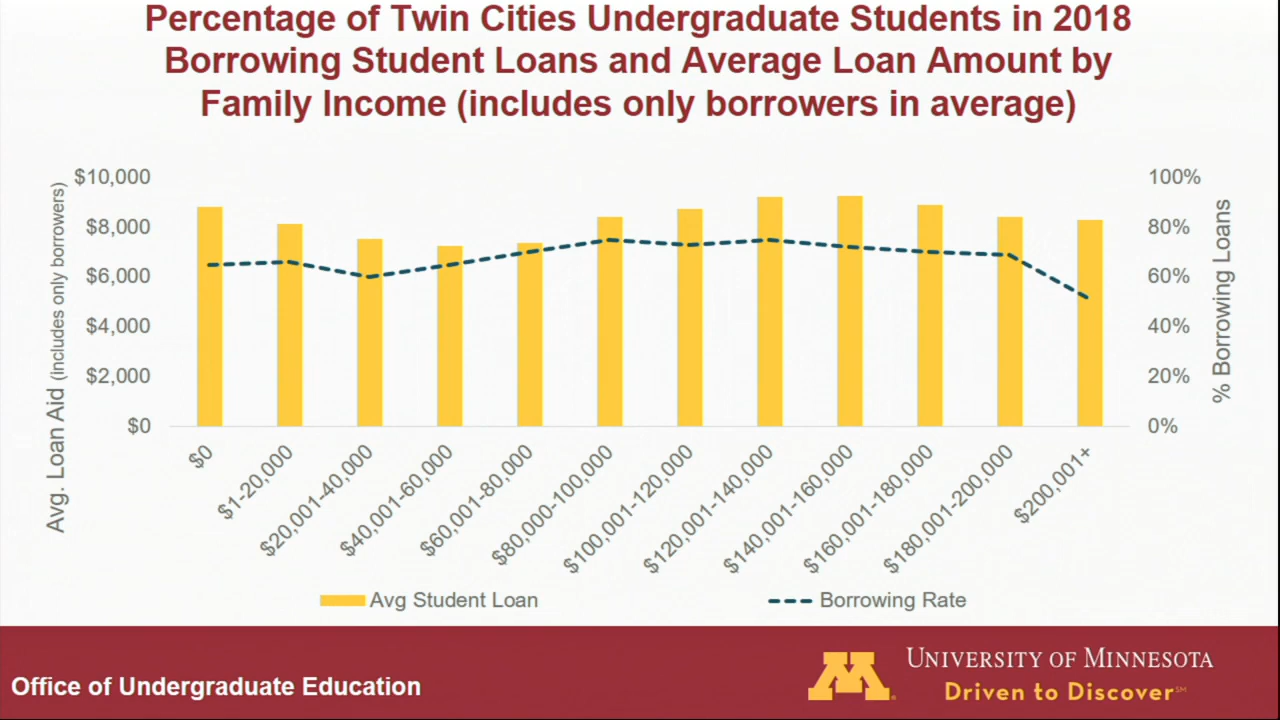 Percentage of Twin Cities Undergraduate Students in 2018
Borrowing Student Loans and Average Loan Amount by
Family Income (includes only borrowers in average)
Avg. Loan Aid (includes only borrowers)
$10,000
$8,000
$6,000
$4,000
$2,000
$0
100%
80%
60%
40%
20%
0%
% Borrowing Loans
$0
$1-20,000
$20,001-40,000
$40,001-60,000
$60,001-80,000
$80,000-100,000
$100,001-120,000
$120,001-140,000
$140,001-160,000
$160,001-180,000
$180,001-200,000
$200,001+
Avg Student Loan
Borrowing Rate
Office of Undergraduate Education
M
UNIVERSITY OF MINNESOTA
Driven to Discover℠